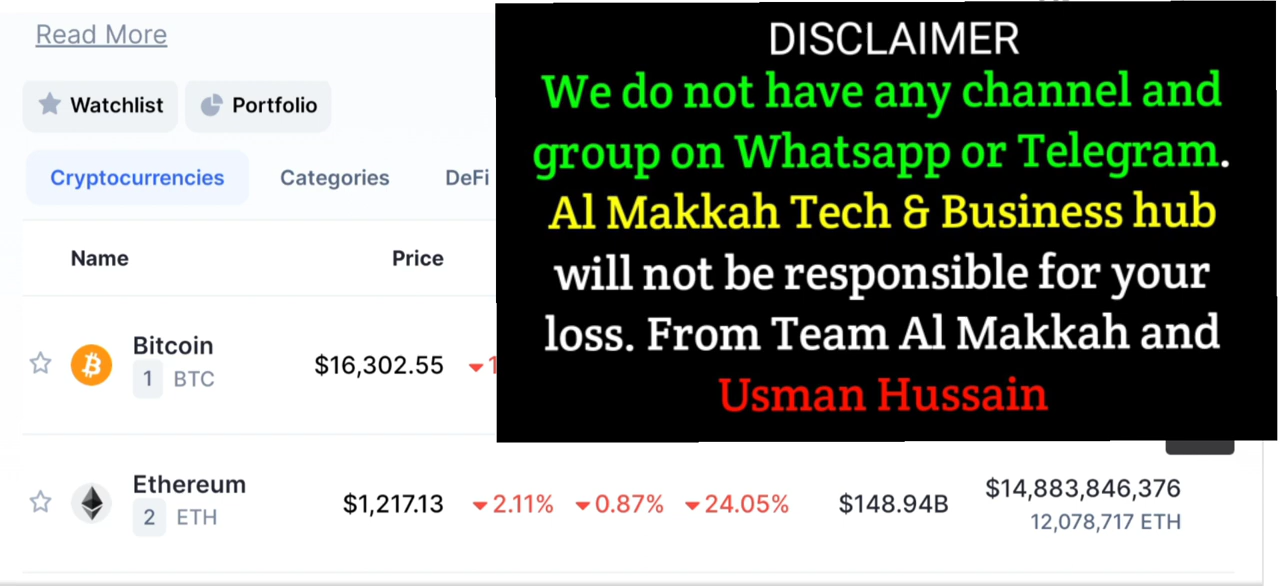 Read More
Watchlist Portfolio
Cryptocurrencies Categories DeFi
Name Price
Bitcoin
1 BTC
$16,302.55 1
DISCLAIMER
We do not have any channel and
group on Whatsapp or Telegram.
Al Makkah Tech & Business hub
will not be responsible for your
loss. From Team Al Makkah and
Usman Hussain
Ethereum
2 ETH
$1,217.13 2.11% 0.87% 24.05% $148.94B $14,883,846,376
12,078,717 ETH